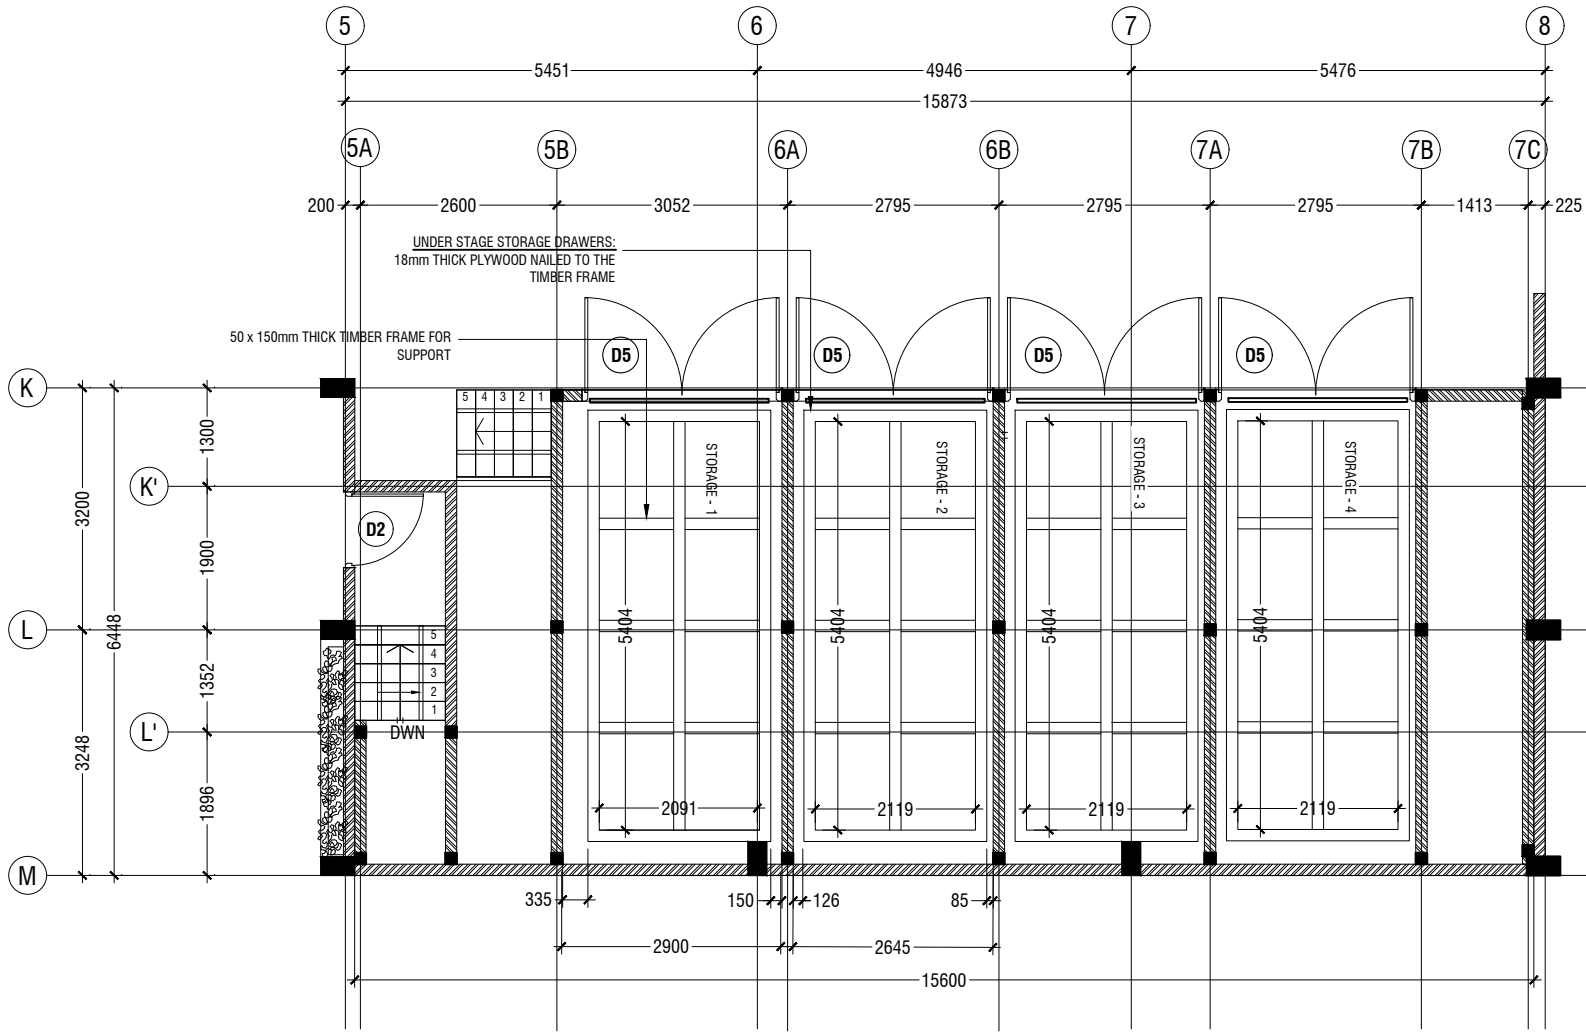 5
6
7
8
5451
4946
5476
15873
5A
5B
6A
6B
7A
7B
7C
200
2600
3052
2795
2795
2795
1413
225
UNDER STAGE STORAGE DRAWERS:
18mm THICK PLYWOOD NAILED TO THE
TIMBER FRAME
50 x 150mm THICK TIMBER FRAME FOR
SUPPORT
D5
D5
D5
D5
K
5 4 3 2 1
1300
STORAGE - 1
STORAGE - 2
STORAGE - 3
STORAGE - 4
K'
3200
D2
1900
6448
L
5404
5404
5404
5404
5
4
3
2
1
1352
DWN
L'
3248
1896
2091
2119
2119
2119
M
335
150
126
85
2900
2645
15600